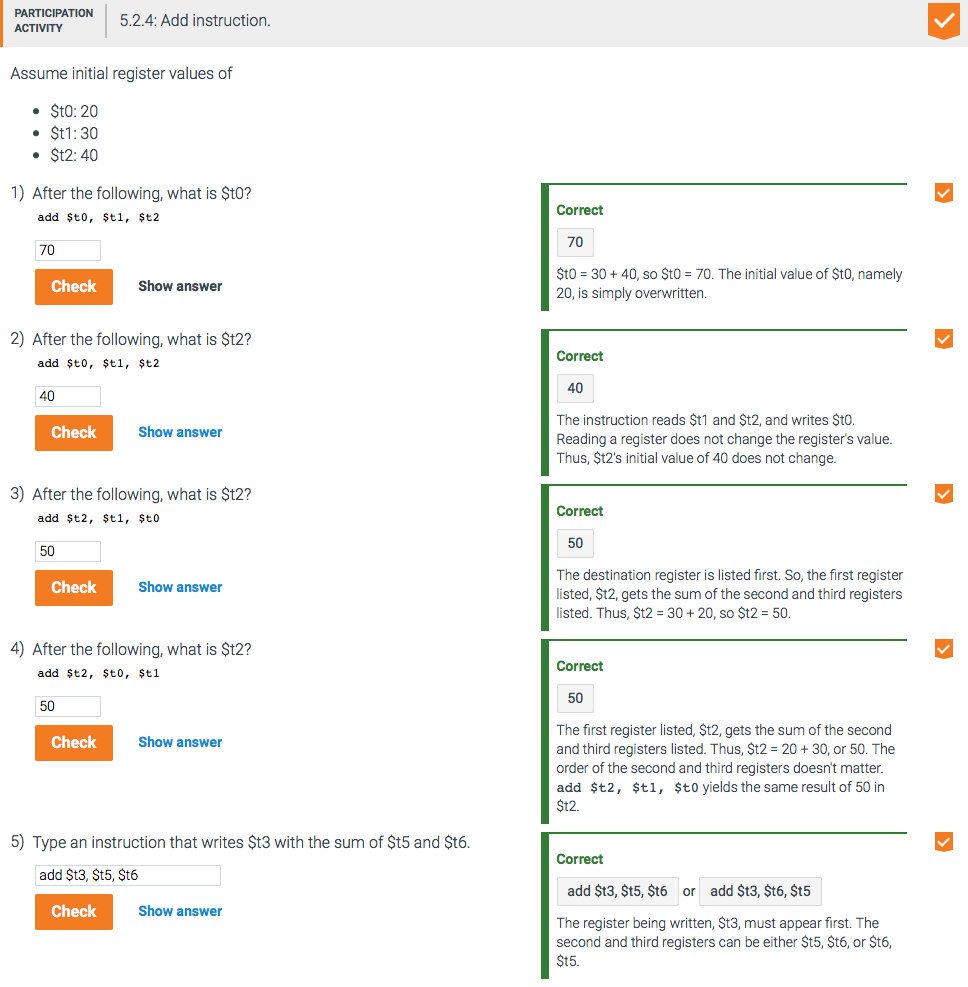 PARTICIPATION
ACTIVITY
5.2.4: Add instruction.
Assume initial register values of
• $t0: 20
• $t1: 30
• $t2: 40
1) After the following, what is $t0?
add $t0, $t1, $t2
70
Check Show answer
Correct
70
$t0 = 30 + 40, so $t0 = 70. The initial value of $t0, namely
20, is simply overwritten.
2) After the following, what is $t2?
add $t0, $t1, $t2
40
Check Show answer
Correct
40
The instruction reads $t1 and $t2, and writes $t0.
Reading a register does not change the register's value.
Thus, $t2's initial value of 40 does not change.
3) After the following, what is $t2?
add $t2, $t1, $t0
50
Check Show answer
Correct
50
The destination register is listed first. So, the first register
listed, $t2, gets the sum of the second and third registers
listed. Thus, $t2 = 30 + 20, so $t2 = 50.
4) After the following, what is $t2?
add $t2, $t0, $t1
50
Check Show answer
Correct
50
The first register listed, $t2, gets the sum of the second
and third registers listed. Thus, $t2 = 20 + 30, or 50. The
order of the second and third registers doesn't matter.
add $t2, $t1, $t0 yields the same result of 50 in
$t2.
5) Type an instruction that writes $t3 with the sum of $t5 and $t6.
add $t3, $t5, $t6
Check Show answer
Correct
add $t3, $t5, $t6 or add $t3, $t6, $t5
The register being written, $t3, must appear first. The
second and third registers can be either $t5, $t6, or $t6,
$t5.